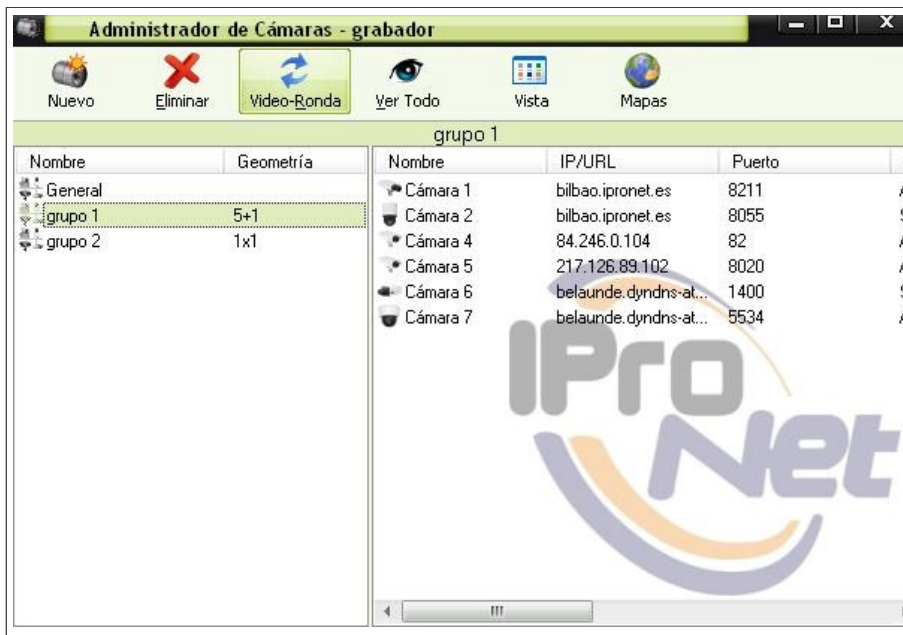 Administrador de Cámaras - grabador
Nuevo Eliminar Video-Ronda Ver Todo Vista Mapas
grupo 1
Nombre Geometría Nombre IP/URL Puerto
General Cámara 1 bilbao.ipronet.es 8211
grupo 1 5+1 Cámara 2 bilbao.ipronet.es 8055
grupo 2 1x1 Cámara 4 84.246.0.104 82
Cámara 5 217.126.89.102 8020
Cámara 6 belaunde.dyndns-at... 1400
Cámara 7 belaunde.dyndns-at... 5534
IPro
Net